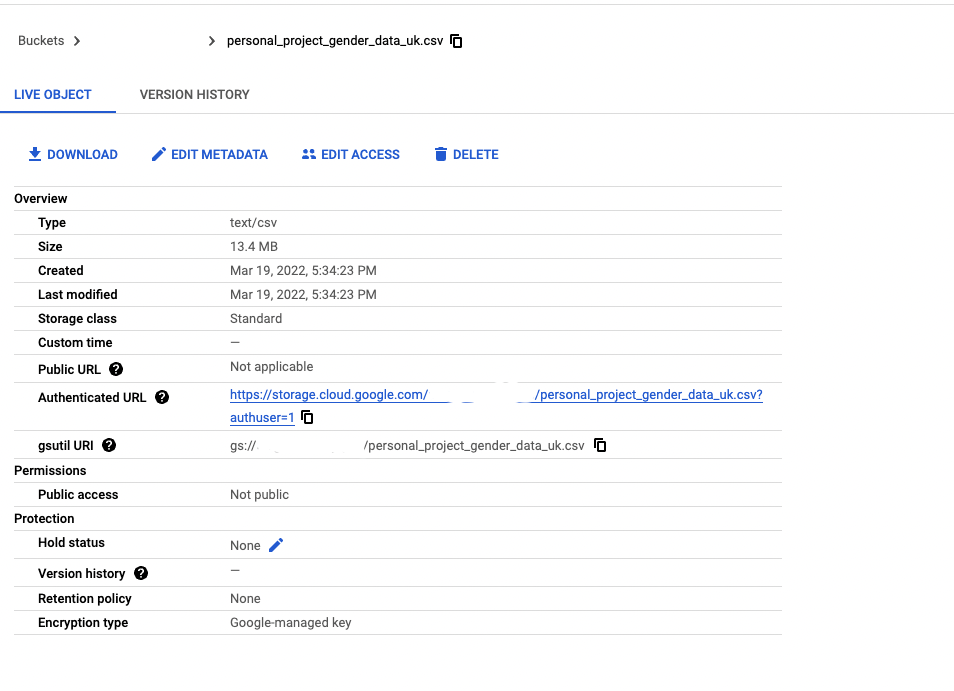 Buckets > > personal_project_gender_data_uk.csv
LIVE OBJECT VERSION HISTORY
DOWNLOAD EDIT METADATA EDIT ACCESS DELETE
Overview
Type text/csv
Size 13.4 MB
Created Mar 19, 2022, 5:34:23 PM
Last modified Mar 19, 2022, 5:34:23 PM
Storage class Standard
Custom time —
Public URL ? Not applicable
Authenticated URL ? https://storage.cloud.google.com/ /personal_project_gender_data_uk.csv?
authuser=1
gsutil URI ? gs:// /personal_project_gender_data_uk.csv
Permissions
Public access Not public
Protection
Hold status None
Version history ? —
Retention policy None
Encryption type Google-managed key